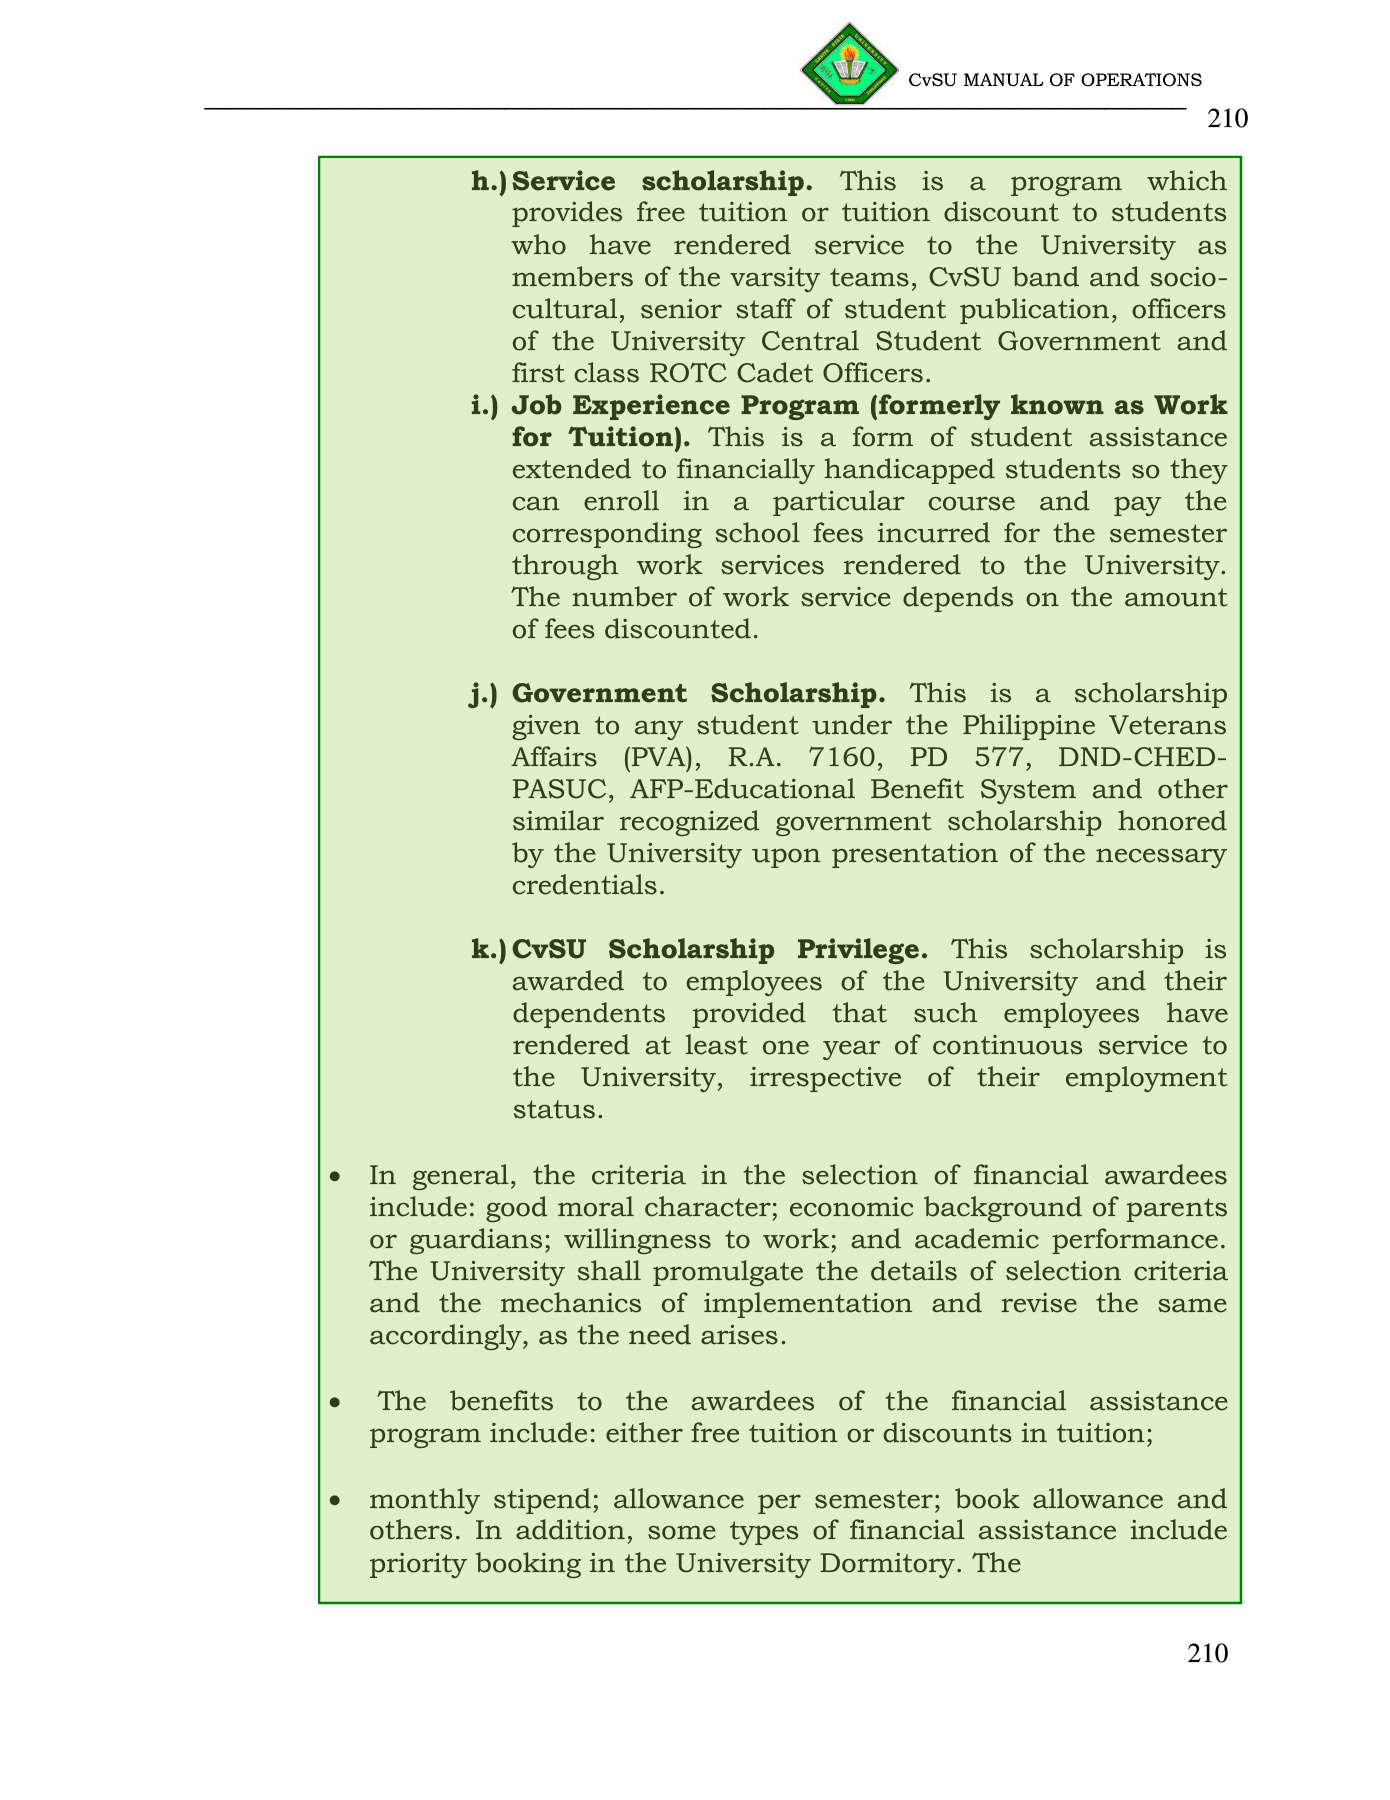 CvSU MANUAL OF OPERATIONS
210
h.) Service scholarship. This is a program which
provides free tuition or tuition discount to students
who have rendered service to the University as
members of the varsity teams, CvSU band and socio-
cultural, senior staff of student publication, officers
of the University Central Student Government and
first class ROTC Cadet Officers.
i.) Job Experience Program (formerly known as Work
for Tuition). This is a form of student assistance
extended to financially handicapped students so they
can enroll in a particular course and pay the
corresponding school fees incurred for the semester
through work services rendered to the University.
The number of work service depends on the amount
of fees discounted.
j.) Government Scholarship. This is a scholarship
given to any student under the Philippine Veterans
Affairs (PVA), R.A. 7160, PD 577, DND-CHED-
PASUC, AFP-Educational Benefit System and other
similar recognized government scholarship honored
by the University upon presentation of the necessary
credentials.
k.) CvSU Scholarship Privilege. This scholarship is
awarded to employees of the University and their
dependents provided that such employees have
rendered at least one year of continuous service to
the University, irrespective of their employment
status.
• In general, the criteria in the selection of financial awardees
include: good moral character; economic background of parents
or guardians; willingness to work; and academic performance.
The University shall promulgate the details of selection criteria
and the mechanics of implementation and revise the same
accordingly, as the need arises.
• The benefits to the awardees of the financial assistance
program include: either free tuition or discounts in tuition;
• monthly stipend; allowance per semester; book allowance and
others. In addition, some types of financial assistance include
priority booking in the University Dormitory. The
210